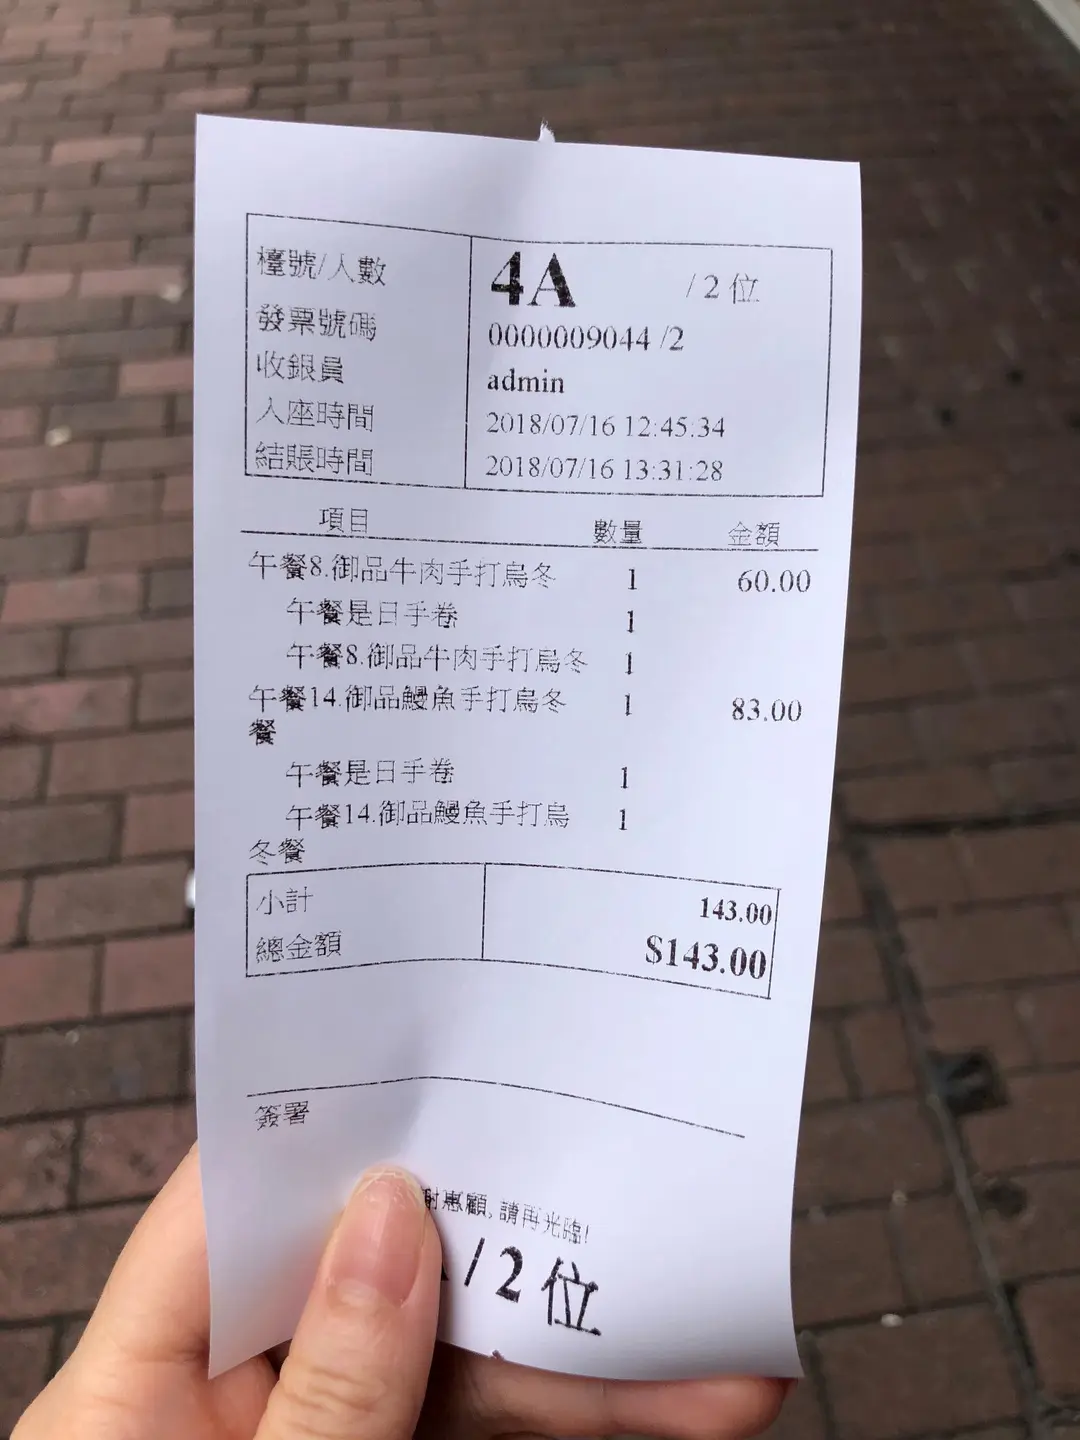 檯號/人數 4A /2 位
發票號碼 0000009044 /2
收銀員 admin
入座時間 2018/07/16 12:45:34
結賬時間 2018/07/16 13:31:28
項目 數量 金額
午餐8.御品牛肉手打烏冬 1 60.00
午餐是日手卷 1
午餐8.御品牛肉手打烏冬 1
午餐14.御品鰻魚手打烏冬 1 83.00
餐
午餐是日手卷 1
午餐14.御品鰻魚手打烏 1
冬餐
小計 143.00
總金額 $143.00
簽署
謝惠顧, 請再光臨!
/ 2 位